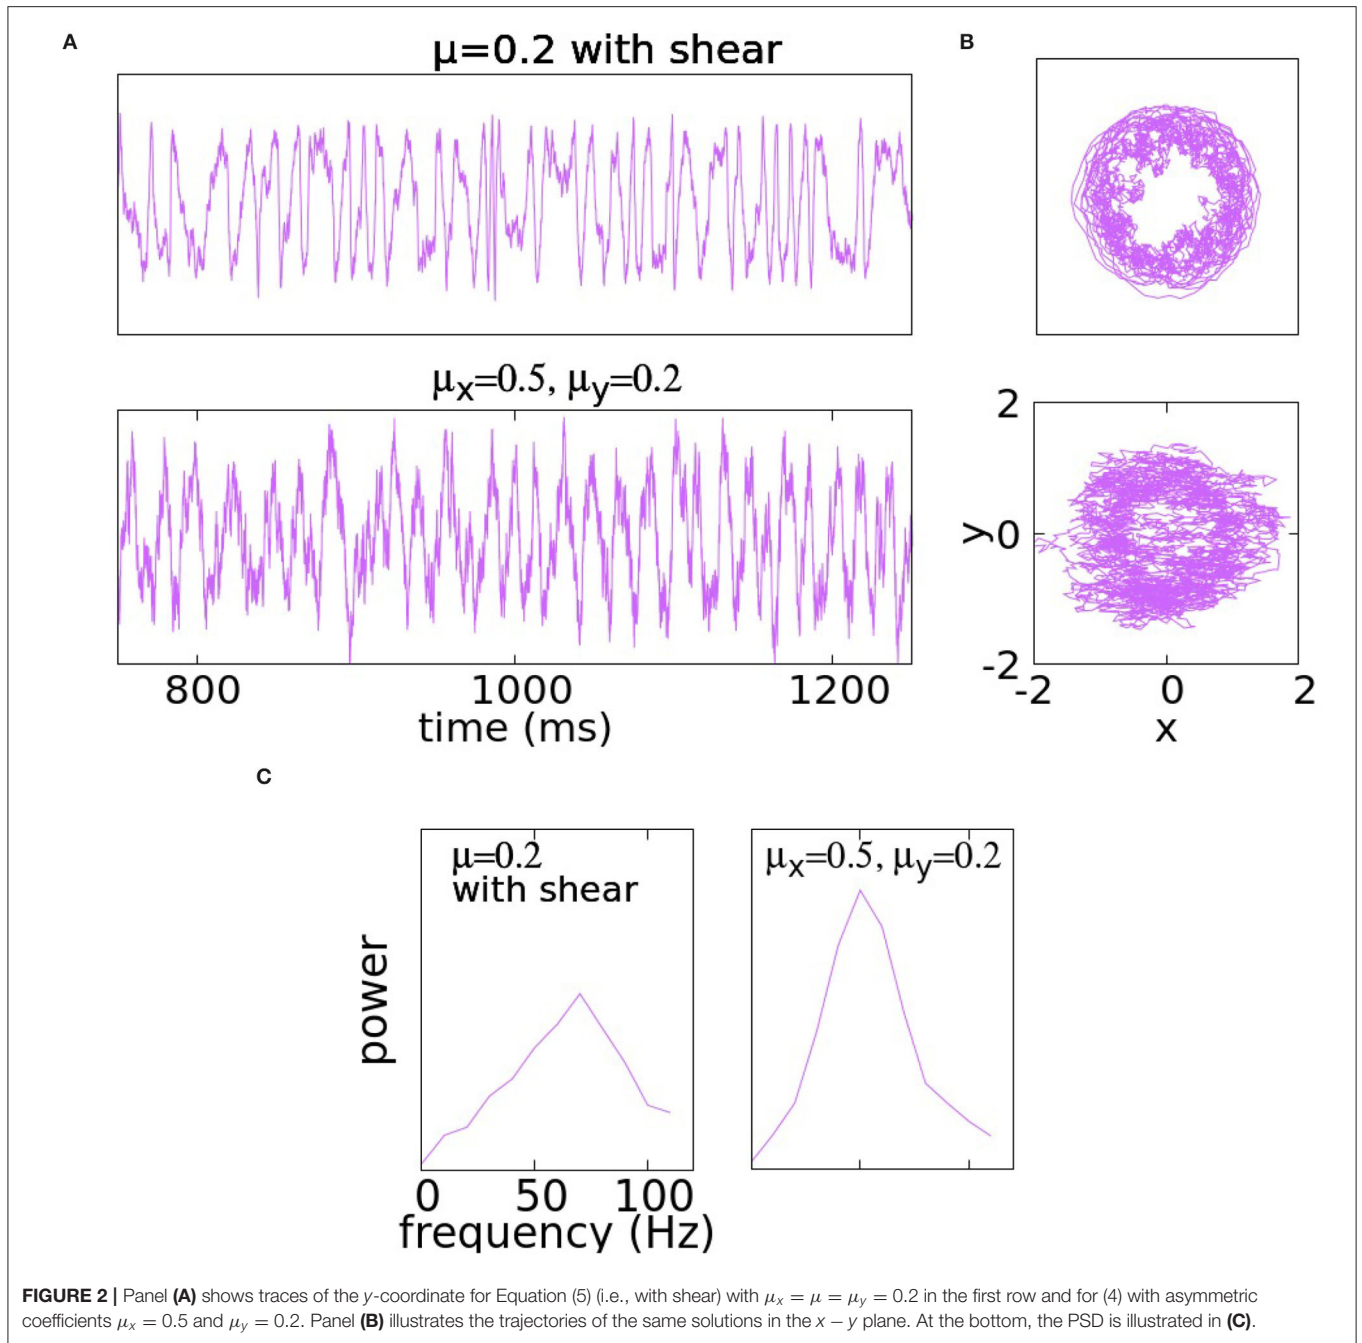 A
μ=0.2 with shear
B
μx=0.5, μy=0.2
2
y
0
-2
800
1000
1200
-2
0
2
time (ms)
x
C
μ=0.2
with shear
μx=0.5, μy=0.2
power
0
50
100
frequency (Hz)
FIGURE 2 | Panel (A) shows traces of the y-coordinate for Equation (5) (i.e., with shear) with μx = μ = μy = 0.2 in the first row and for (4) with asymmetric
coefficients μx = 0.5 and μy = 0.2. Panel (B) illustrates the trajectories of the same solutions in the x − y plane. At the bottom, the PSD is illustrated in (C).